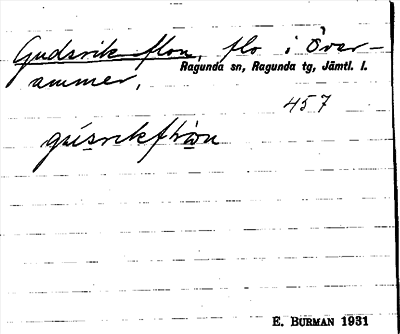 Gudsvik-flon, flo i Över-
Ragunda sn, Ragunda tg, Jämtl. l.
ammer.
457
E. BURMAN 1931